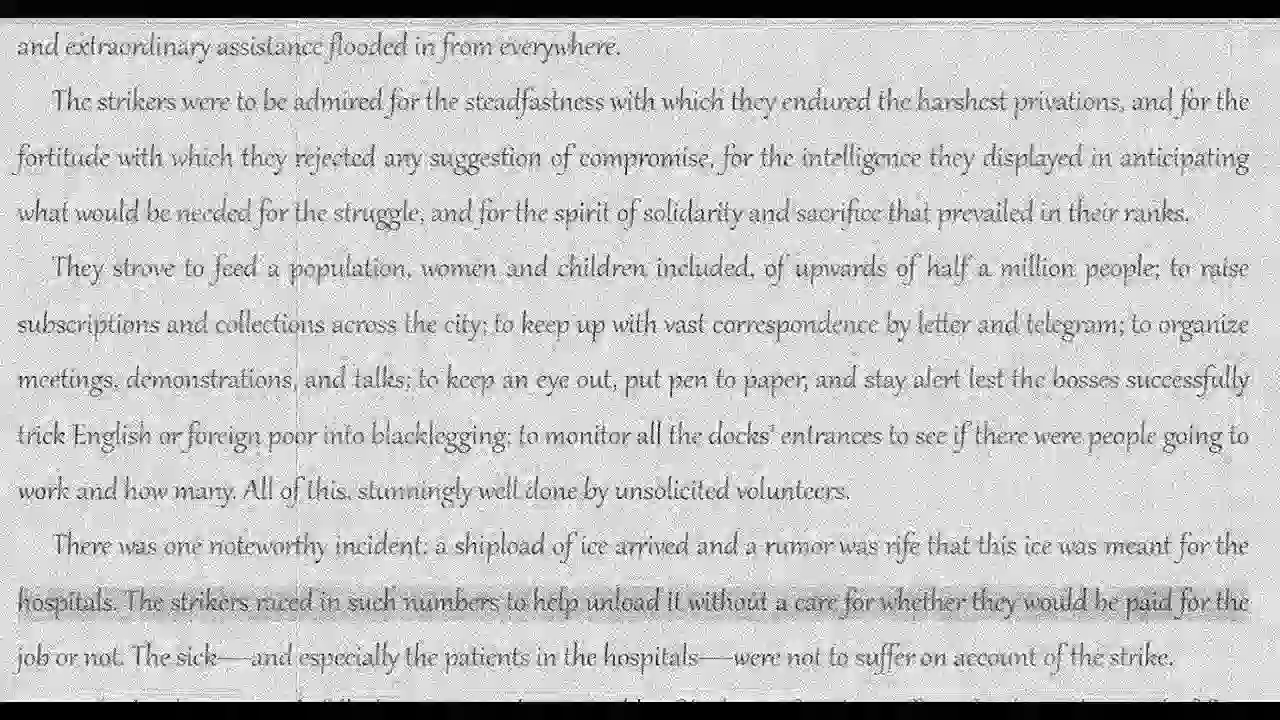 and extraordinary assistance flooded in from everywhere.
The strikers were to be admired for the steadfastness with which they endured the harshest privations, and for the
fortitude with which they rejected any suggestion of compromise, for the intelligence they displayed in anticipating
what would be needed for the struggle, and for the spirit of solidarity and sacrifice that prevailed in their ranks.
They strove to feed a population, women and children included, of upwards of half a million people; to raise
subscriptions and collections across the city; to keep up with vast correspondence by letter and telegram; to organize
meetings, demonstrations, and talks; to keep an eye out, put pen to paper, and stay alert lest the bosses successfully
trick English or foreign poor into blacklegging; to monitor all the docks' entrances to see if there were people going to
work and how many. All of this, stunningly well done by unsolicited volunteers.
There was one noteworthy incident: a shipload of ice arrived and a rumor was rife that this ice was meant for the
hospitals. The strikers raced in such numbers to help unload it without a care for whether they would be paid for the
job or not. The sick—and especially the patients in the hospitals—were not to suffer on account of the strike.